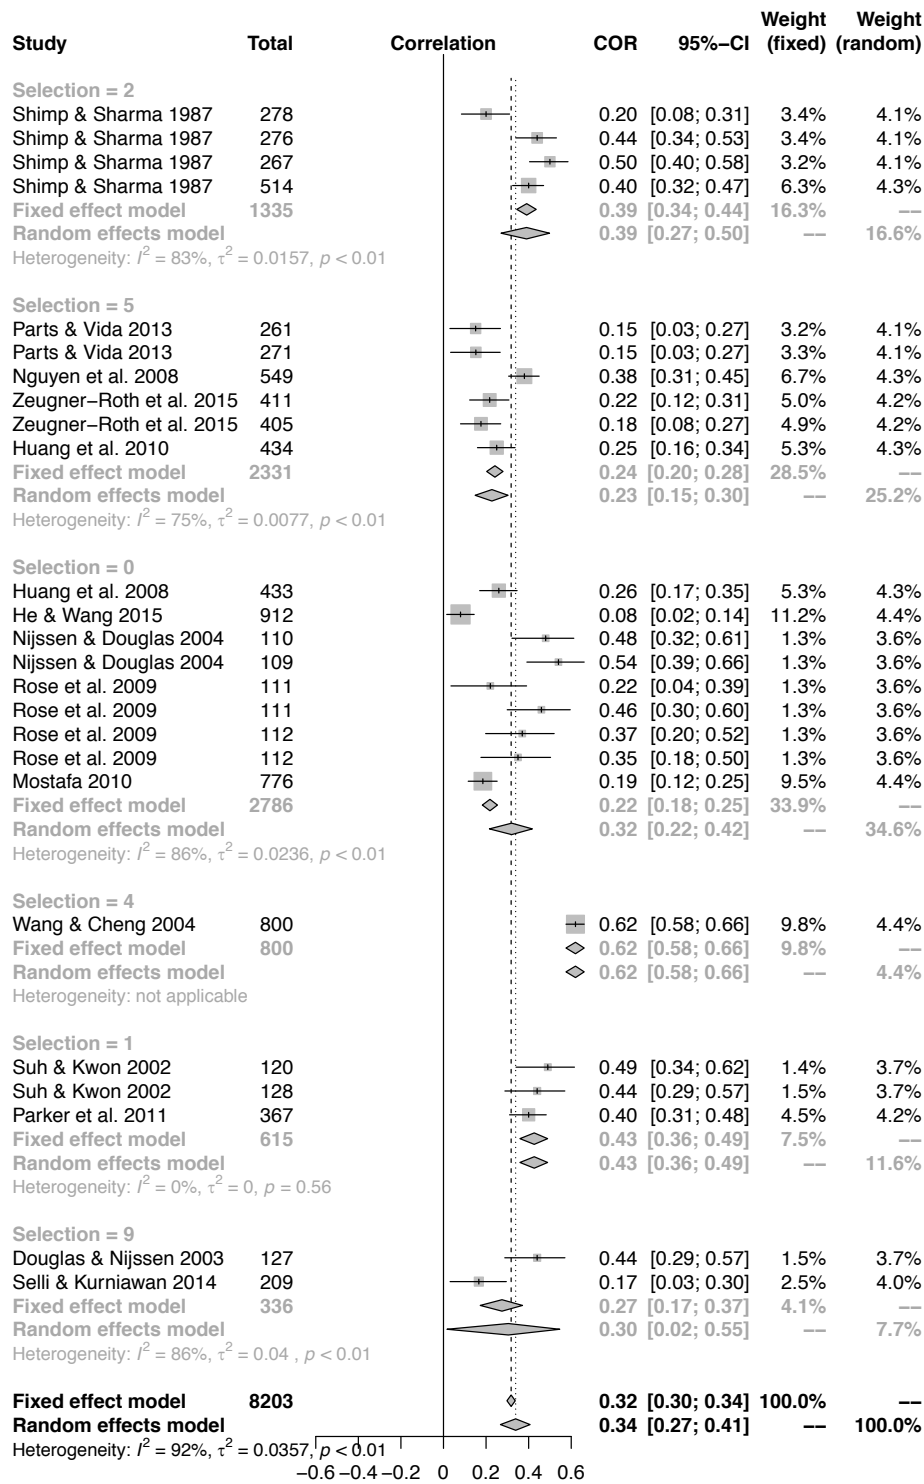 Weight Weight
Study Total Correlation COR 95%−CI (fixed) (random)
Selection = 2
Shimp & Sharma 1987 278 0.20 [0.08; 0.31] 3.4% 4.1%
Shimp & Sharma 1987 276 0.44 [0.34; 0.53] 3.4% 4.1%
Shimp & Sharma 1987 267 0.50 [0.40; 0.58] 3.2% 4.1%
Shimp & Sharma 1987 514 0.40 [0.32; 0.47] 6.3% 4.3%
Fixed effect model 1335 0.39 [0.34; 0.44] 16.3% −−
Random effects model 0.39 [0.27; 0.50] −− 16.6%
Heterogeneity: I² = 83%, τ² = 0.0157, p < 0.01
Selection = 5
Parts & Vida 2013 261 0.15 [0.03; 0.27] 3.2% 4.1%
Parts & Vida 2013 271 0.15 [0.03; 0.27] 3.3% 4.1%
Nguyen et al. 2008 549 0.38 [0.31; 0.45] 6.7% 4.3%
Zeugner−Roth et al. 2015 411 0.22 [0.12; 0.31] 5.0% 4.2%
Zeugner−Roth et al. 2015 405 0.18 [0.08; 0.27] 4.9% 4.2%
Huang et al. 2010 434 0.25 [0.16; 0.34] 5.3% 4.3%
Fixed effect model 2331 0.24 [0.20; 0.28] 28.5% −−
Random effects model 0.23 [0.15; 0.30] −− 25.2%
Heterogeneity: I² = 75%, τ² = 0.0077, p < 0.01
Selection = 0
Huang et al. 2008 433 0.26 [0.17; 0.35] 5.3% 4.3%
He & Wang 2015 912 0.08 [0.02; 0.14] 11.2% 4.4%
Nijssen & Douglas 2004 110 0.48 [0.32; 0.61] 1.3% 3.6%
Nijssen & Douglas 2004 109 0.54 [0.39; 0.66] 1.3% 3.6%
Rose et al. 2009 111 0.22 [0.04; 0.39] 1.3% 3.6%
Rose et al. 2009 111 0.46 [0.30; 0.60] 1.3% 3.6%
Rose et al. 2009 112 0.37 [0.20; 0.52] 1.3% 3.6%
Rose et al. 2009 112 0.35 [0.18; 0.50] 1.3% 3.6%
Mostafa 2010 776 0.19 [0.12; 0.25] 9.5% 4.4%
Fixed effect model 2786 0.22 [0.18; 0.25] 33.9% −−
Random effects model 0.32 [0.22; 0.42] −− 34.6%
Heterogeneity: I² = 86%, τ² = 0.0236, p < 0.01
Selection = 4
Wang & Cheng 2004 800 0.62 [0.58; 0.66] 9.8% 4.4%
Fixed effect model 800 0.62 [0.58; 0.66] 9.8% −−
Random effects model 0.62 [0.58; 0.66] −− 4.4%
Heterogeneity: not applicable
Selection = 1
Suh & Kwon 2002 120 0.49 [0.34; 0.62] 1.4% 3.7%
Suh & Kwon 2002 128 0.44 [0.29; 0.57] 1.5% 3.7%
Parker et al. 2011 367 0.40 [0.31; 0.48] 4.5% 4.2%
Fixed effect model 615 0.43 [0.36; 0.49] 7.5% −−
Random effects model 0.43 [0.36; 0.49] −− 11.6%
Heterogeneity: I² = 0%, τ² = 0, p = 0.56
Selection = 9
Douglas & Nijssen 2003 127 0.44 [0.29; 0.57] 1.5% 3.7%
Selli & Kurniawan 2014 209 0.17 [0.03; 0.30] 2.5% 4.0%
Fixed effect model 336 0.27 [0.17; 0.37] 4.1% −−
Random effects model 0.30 [0.02; 0.55] −− 7.7%
Heterogeneity: I² = 86%, τ² = 0.04 , p < 0.01
Fixed effect model 8203 0.32 [0.30; 0.34] 100.0% −−
Random effects model 0.34 [0.27; 0.41] −− 100.0%
Heterogeneity: I² = 92%, τ² = 0.0357, p < 0.01
−0.6 −0.4 −0.2 0 0.2 0.4 0.6